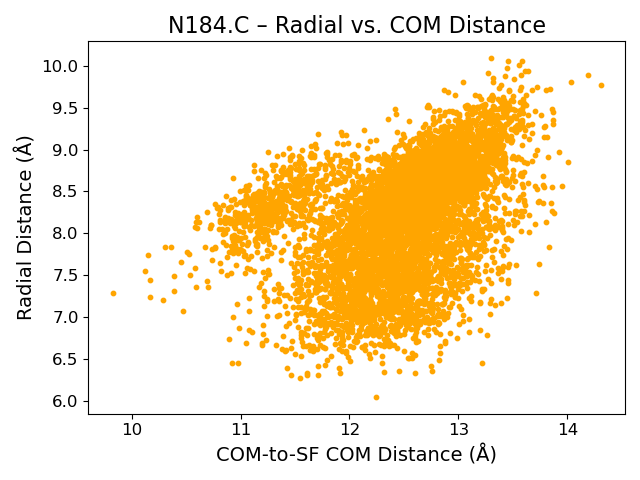 N184.C – Radial vs. COM Distance
Radial Distance (Å)
10.0
9.5
9.0
8.5
8.0
7.5
7.0
6.5
6.0
10 11 12 13 14
COM-to-SF COM Distance (Å)